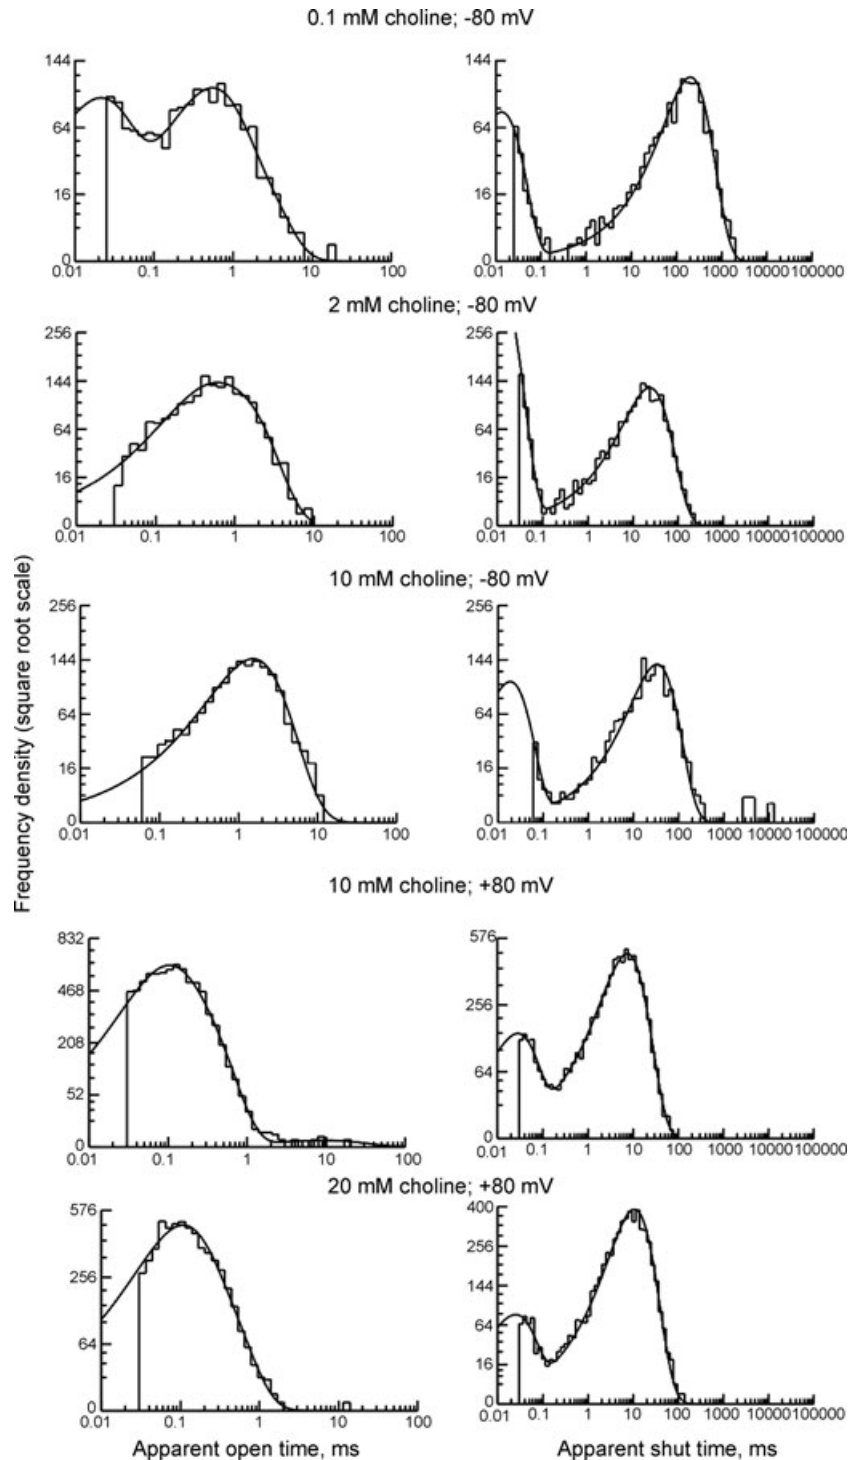 0.1 mM choline; -80 mV
144
64
16
0
0.01 0.1 1 10 100
144
64
16
0
0.01 0.1 1 10 100 1000 10000 100000
2 mM choline; -80 mV
256
144
64
16
0
0.01 0.1 1 10 100
256
144
64
16
0
0.01 0.1 1 10 100 1000 10000 100000
10 mM choline; -80 mV
256
144
64
16
0
0.01 0.1 1 10 100
256
144
64
16
0
0.01 0.1 1 10 100 1000 10000 100000
Frequency density (square root scale)
10 mM choline; +80 mV
832
468
208
52
0
0.01 0.1 1 10 100
576
256
64
0
0.01 0.1 1 10 100 1000 10000 100000
20 mM choline; +80 mV
576
256
64
0
0.01 0.1 1 10 100
400
256
144
64
16
0
0.01 0.1 1 10 100 1000 10000 100000
Apparent open time, ms
Apparent shut time, ms